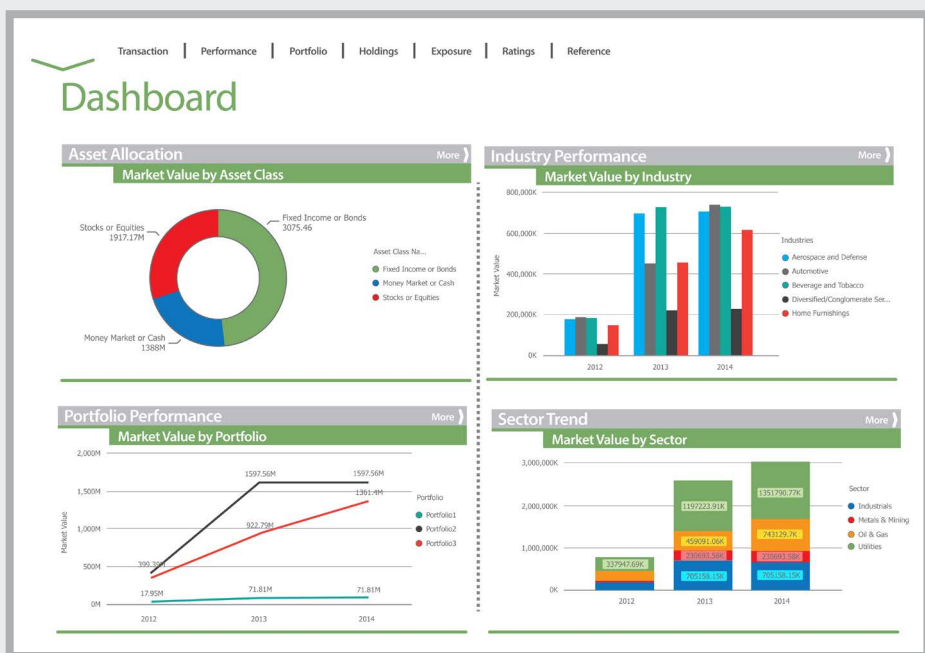 Transaction | Performance | Portfolio | Holdings | Exposure | Ratings | Reference
Dashboard
Asset Allocation
More
Market Value by Asset Class
Stocks or Equities
1917.17M
Fixed Income or Bonds
3075.46
Money Market or Cash
1388M
Asset Class Na...
Fixed Income or Bonds
Money Market or Cash
Stocks or Equities
Industry Performance
More
Market Value by Industry
Market Value
800,000K
600,000K
400,000K
200,000K
0K
2012 2013 2014
Industries
Aerospace and Defense
Automotive
Beverage and Tobacco
Diversified/Conglomerate Ser...
Home Furnishings
Portfolio Performance
More
Market Value by Portfolio
Market Value
2,000M
1,500M
1,000M
500M
0M
1597.56M 1597.56M
1361.4M
922.79M
399.39M
17.95M 71.81M 71.81M
2012 2013 2014
Portfolio
Portfolio1
Portfolio2
Portfolio3
Sector Trend
More
Market Value by Sector
3,000,000K
2,000,000K
1,000,000K
0K
337947.69K
1197223.91K
459091.06K
230693.58K
705158.15K
1351790.77K
743129.7K
230693.58K
705158.15K
2012 2013 2014
Sector
Industrials
Metals & Mining
Oil & Gas
Utilities